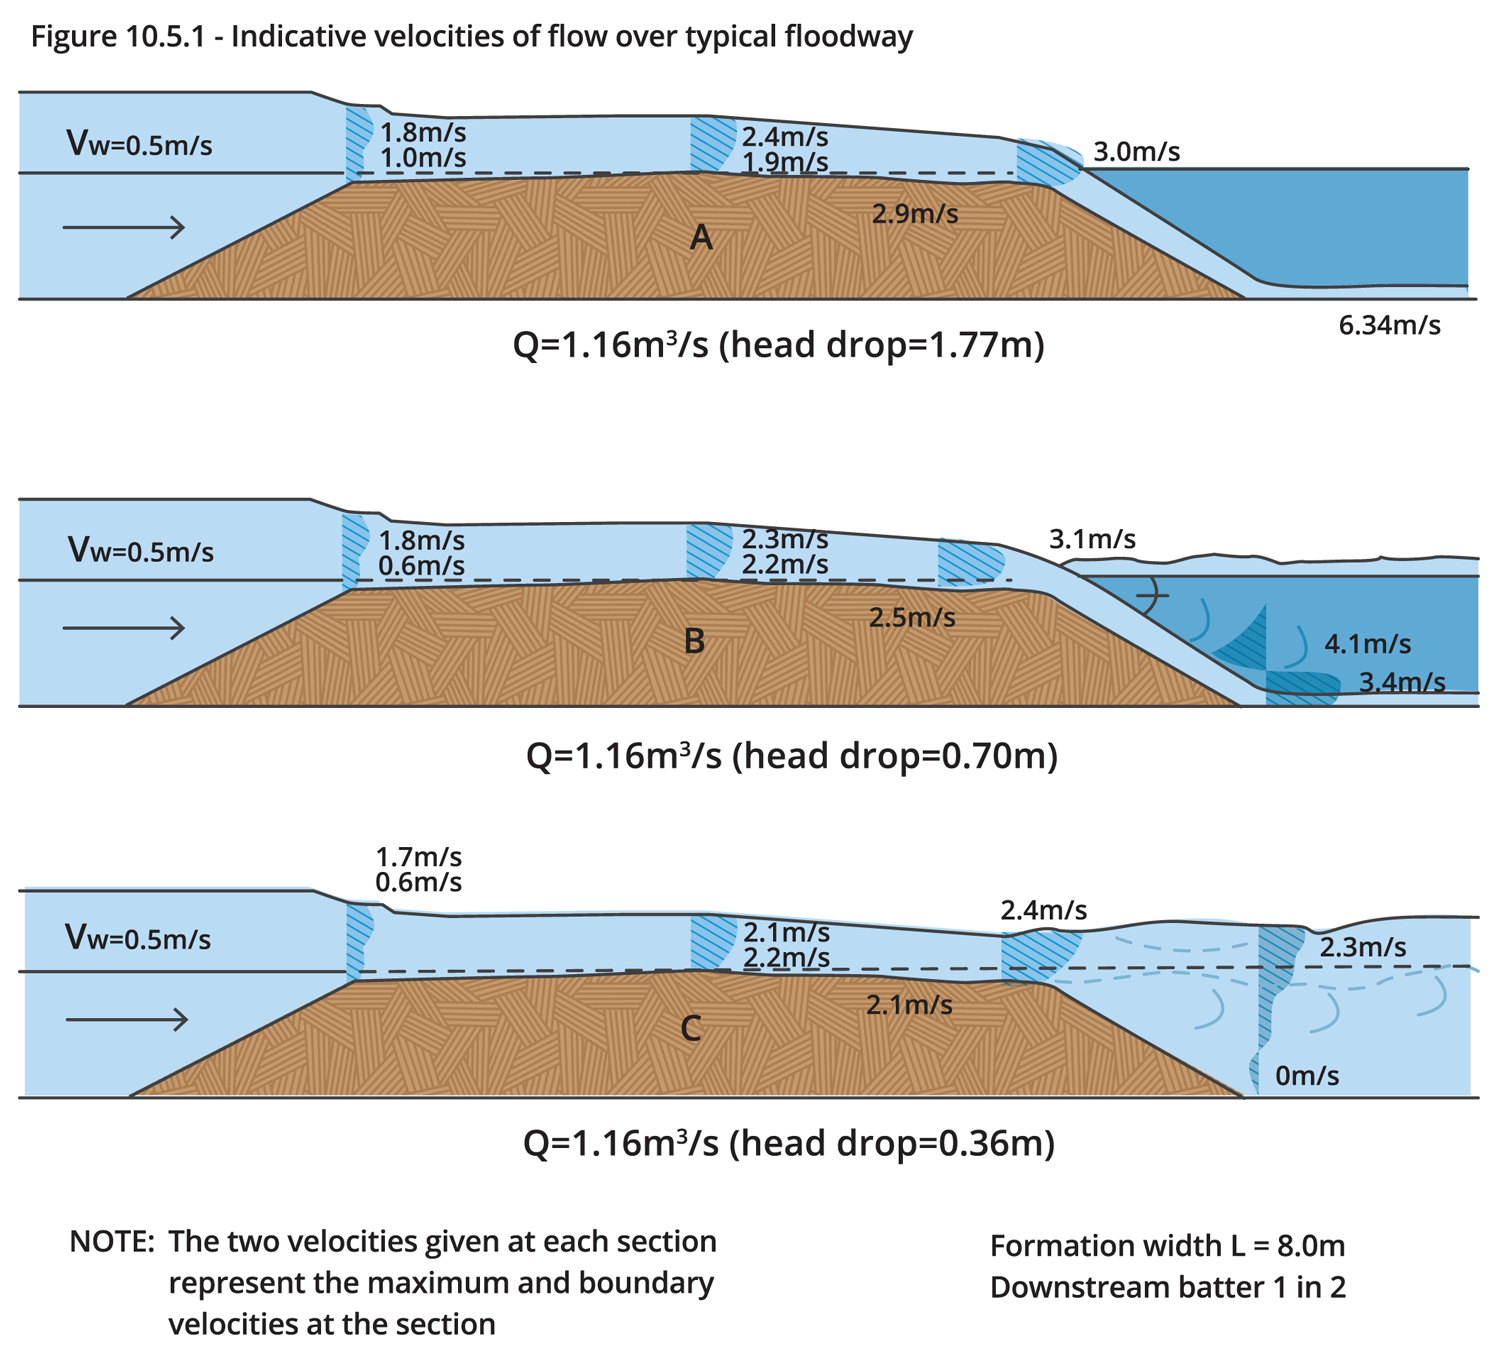 Figure 10.5.1 - Indicative velocities of flow over typical floodway
Vw=0.5m/s
1.8m/s
1.0m/s
2.4m/s
1.9m/s
3.0m/s
2.9m/s
A
6.34m/s
Q=1.16m³/s (head drop=1.77m)
Vw=0.5m/s
1.8m/s
0.6m/s
2.3m/s
2.2m/s
3.1m/s
2.5m/s
B
4.1m/s
3.4m/s
Q=1.16m³/s (head drop=0.70m)
1.7m/s
0.6m/s
Vw=0.5m/s
2.1m/s
2.2m/s
2.4m/s
2.3m/s
2.1m/s
C
0m/s
Q=1.16m³/s (head drop=0.36m)
NOTE: The two velocities given at each section
represent the maximum and boundary
velocities at the section
Formation width L = 8.0m
Downstream batter 1 in 2